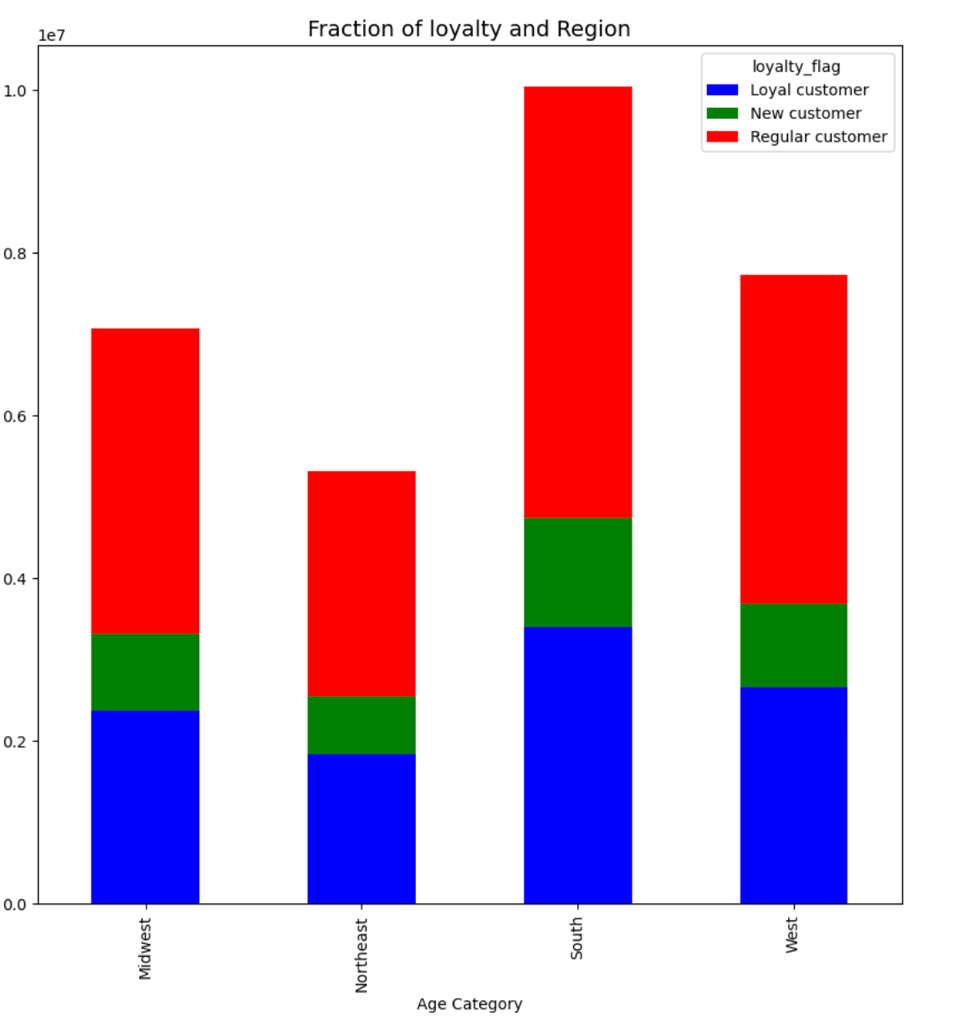 Fraction of loyalty and Region
1e7
loyalty_flag
Loyal customer
New customer
Regular customer
1.0
0.8
0.6
0.4
0.2
0.0
Midwest
Northeast
South
West
Age Category